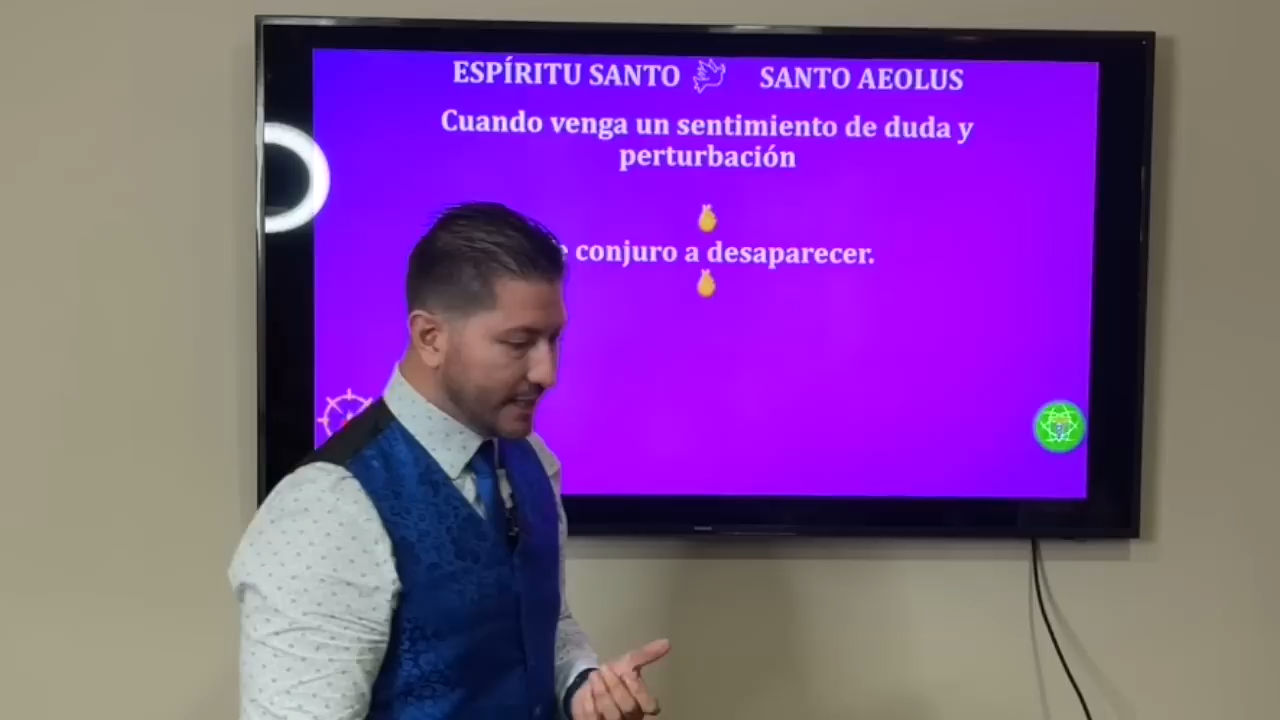 ESPÍRITU SANTO SANTO AEOLUS
Cuando venga un sentimiento de duda y
perturbación
conjuro a desaparecer.